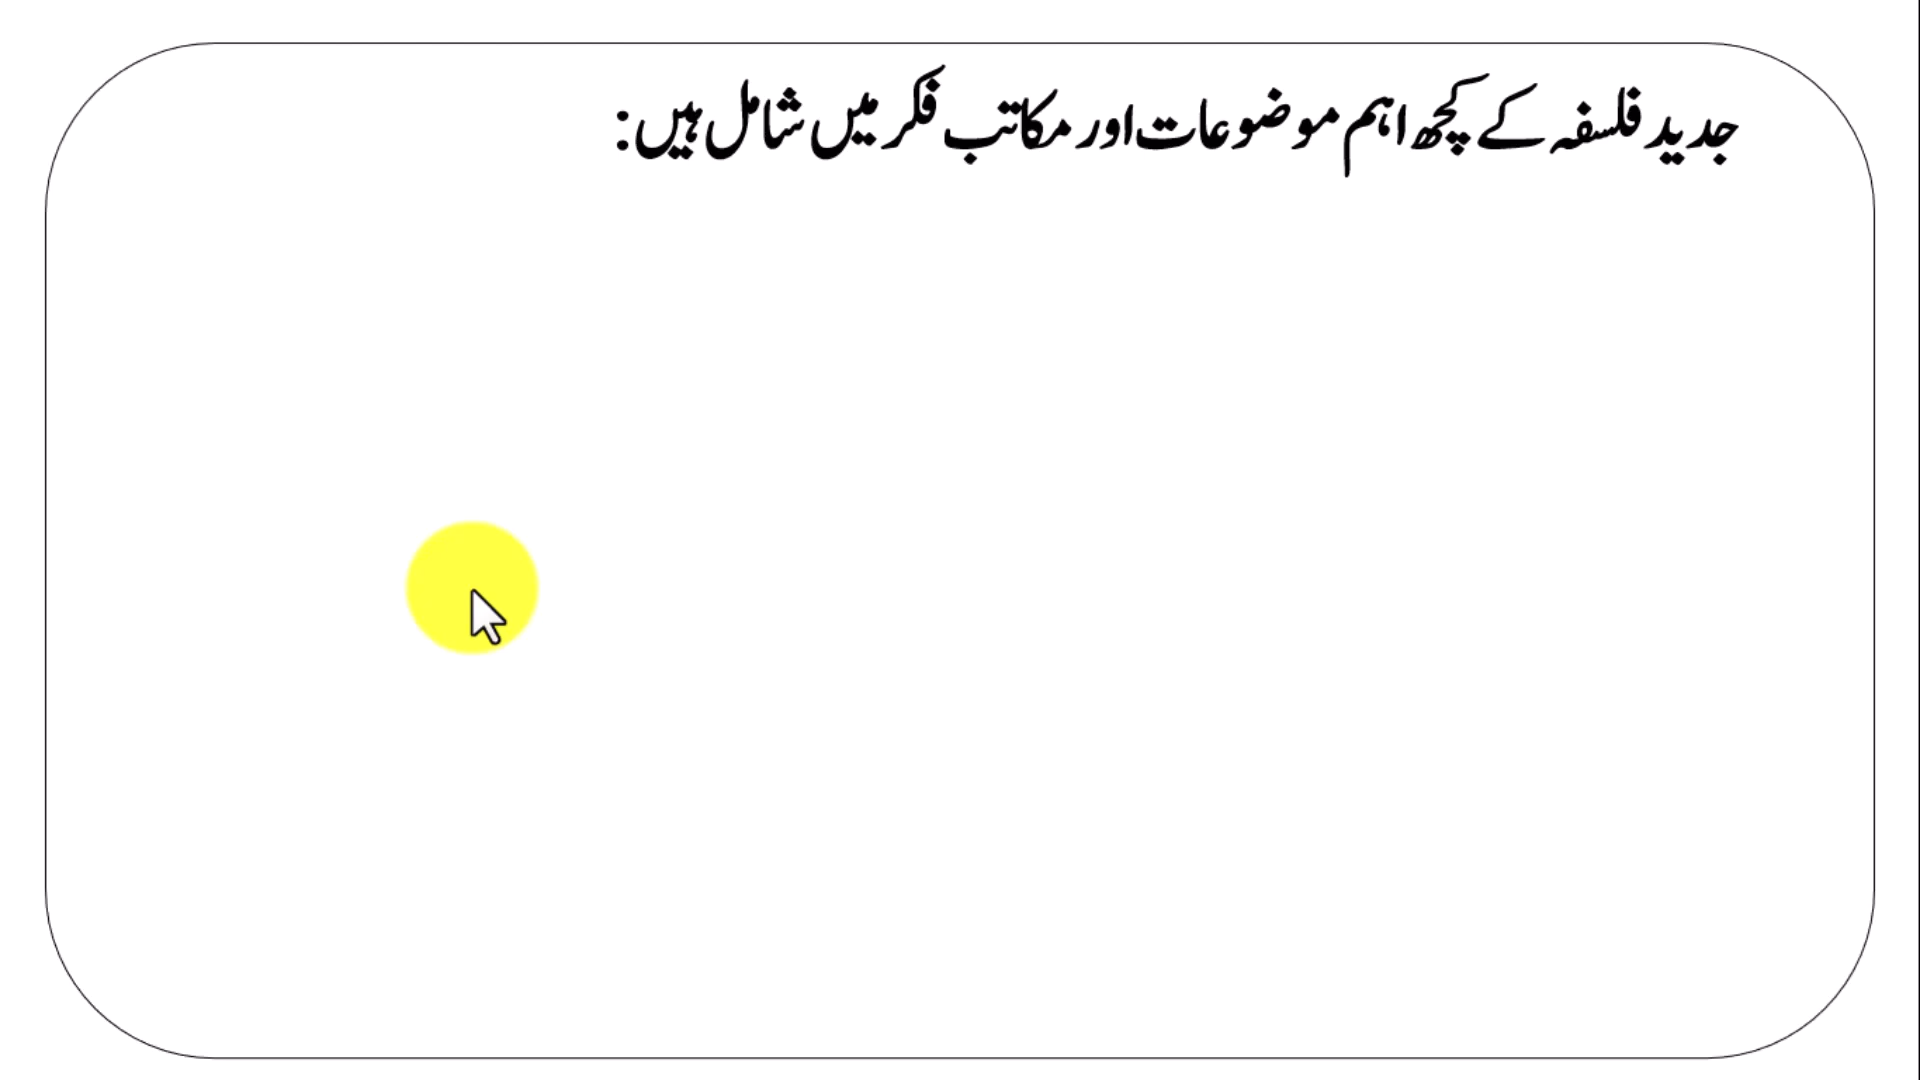 جدید فلسفہ کے کچھ اہم موضوعات اور مکاتب فکر میں شامل ہیں: